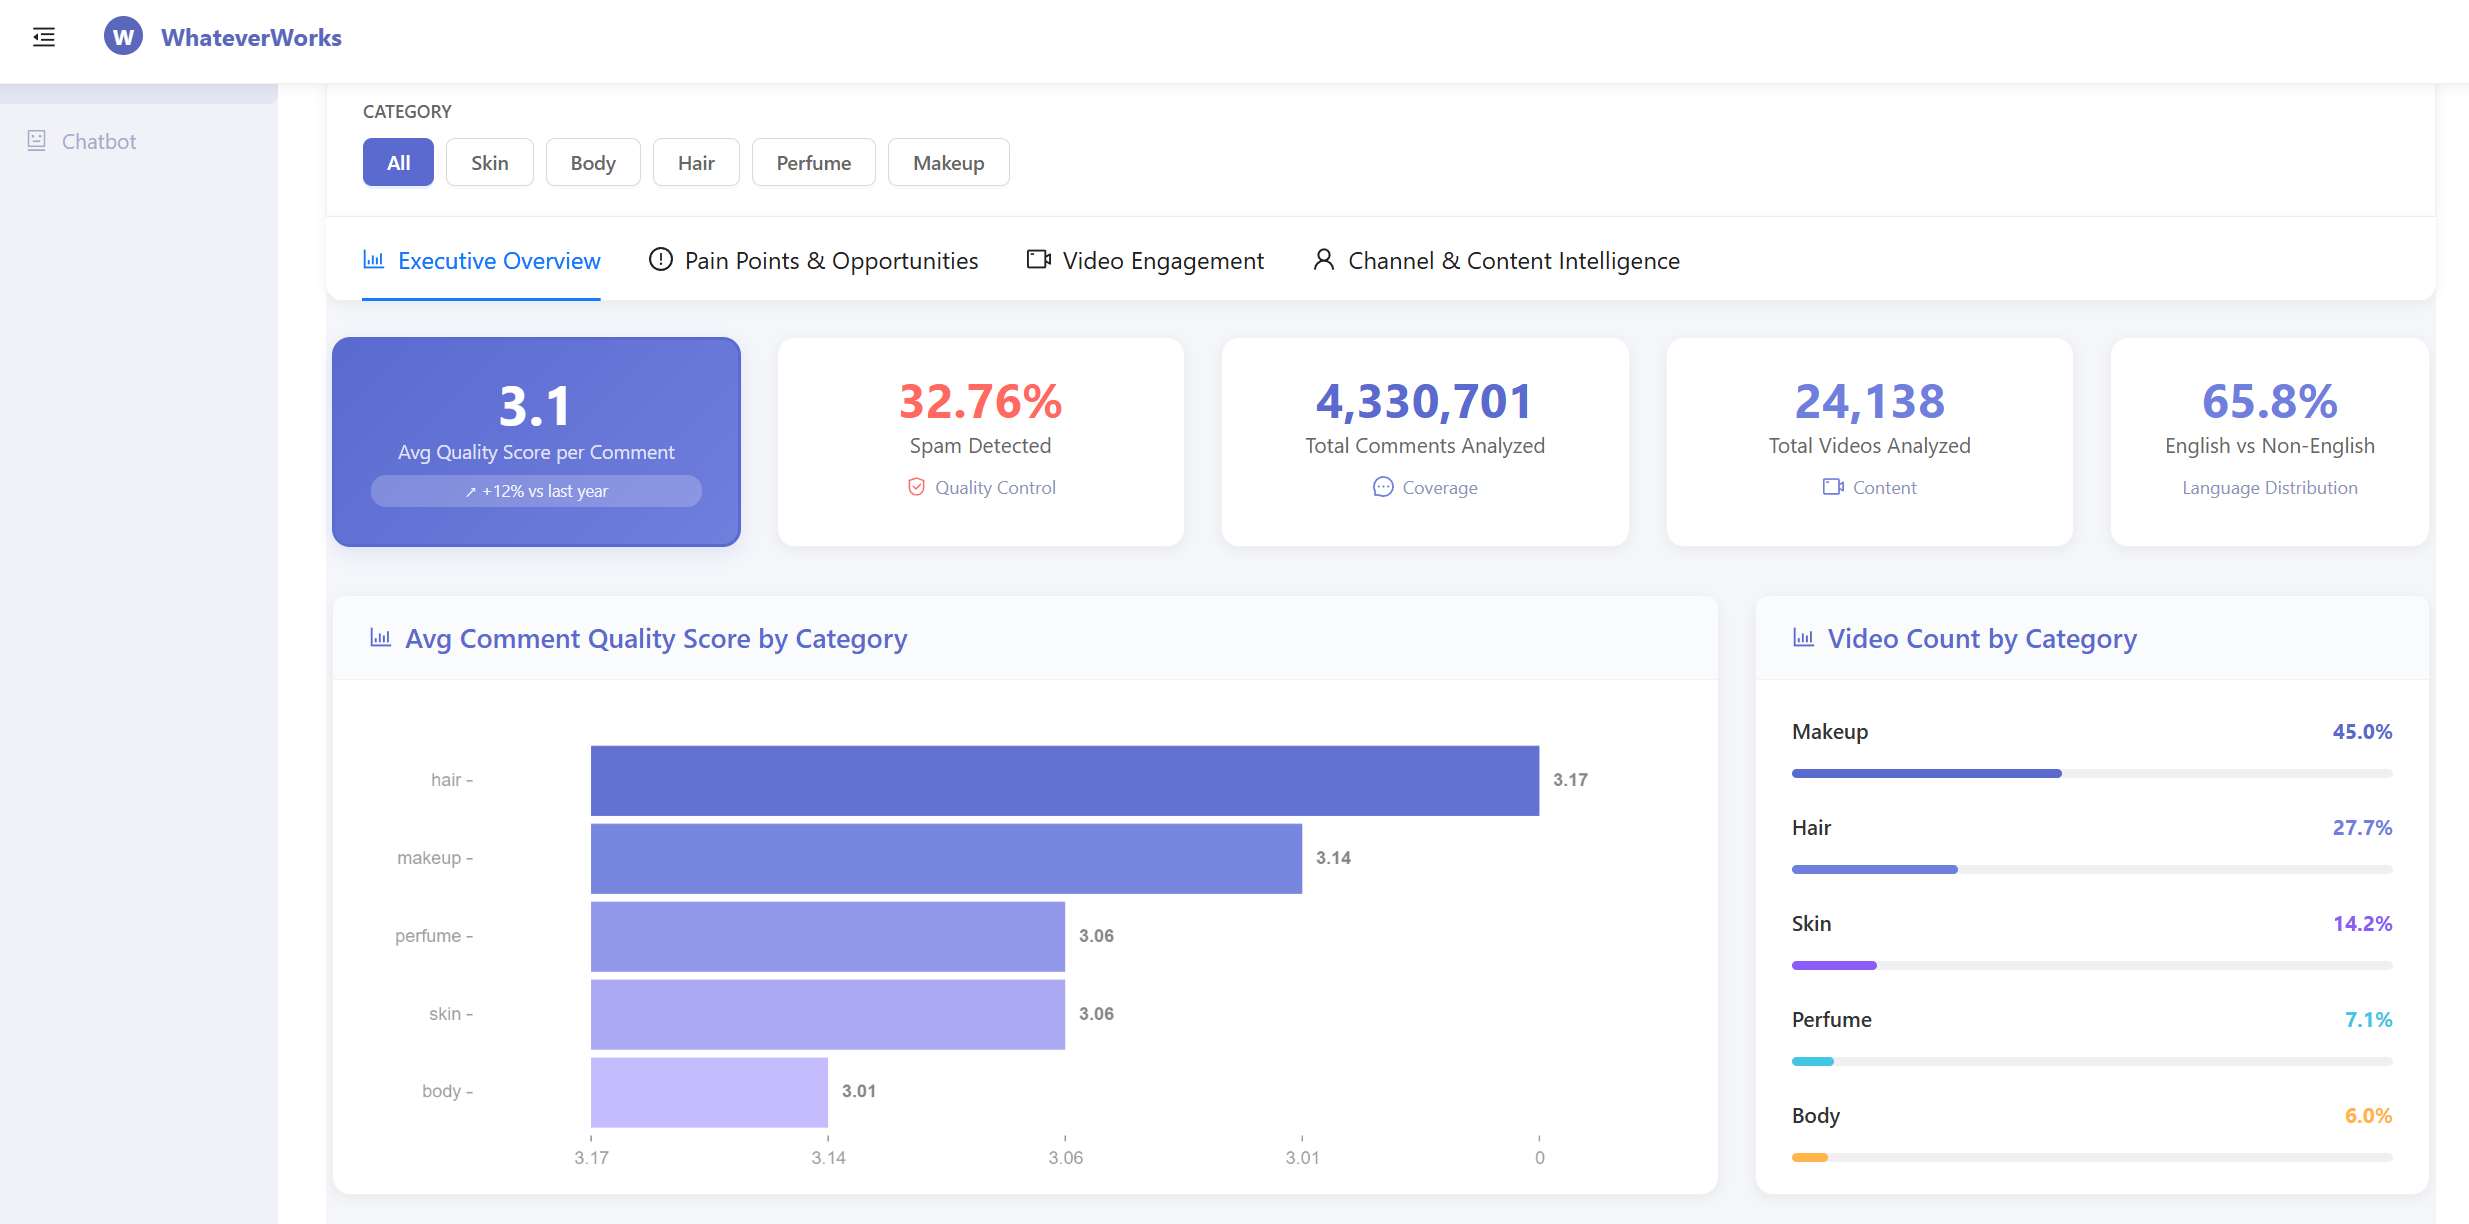 W WhateverWorks
Chatbot
CATEGORY
All Skin Body Hair Perfume Makeup
Executive Overview Pain Points & Opportunities Video Engagement Channel & Content Intelligence
3.1
Avg Quality Score per Comment
↗ +12% vs last year
32.76%
Spam Detected
Quality Control
4,330,701
Total Comments Analyzed
Coverage
24,138
Total Videos Analyzed
Content
65.8%
English vs Non-English
Language Distribution
Avg Comment Quality Score by Category
hair - 3.17
makeup - 3.14
perfume - 3.06
skin - 3.06
body - 3.01
3.17 3.14 3.06 3.01 0
Video Count by Category
Makeup 45.0%
Hair 27.7%
Skin 14.2%
Perfume 7.1%
Body 6.0%